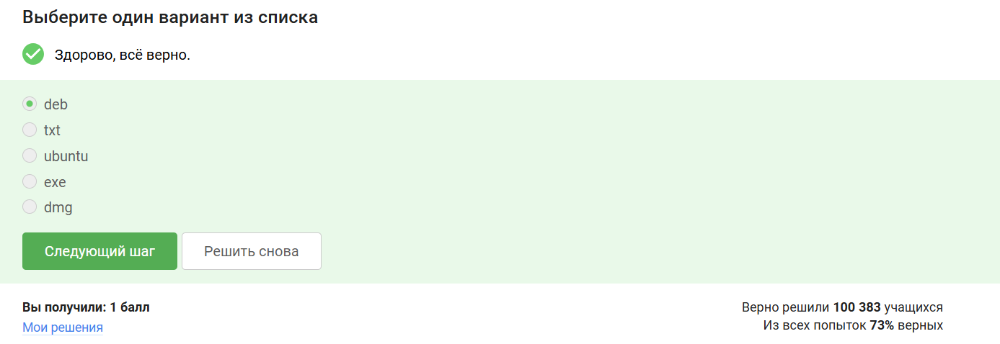 Выберите один вариант из списка
Здорово, всё верно.
deb
txt
ubuntu
exe
dmg
Следующий шаг Решить снова
Вы получили: 1 балл
Мои решения
Верно решили 100 383 учащихся
Из всех попыток 73% верных